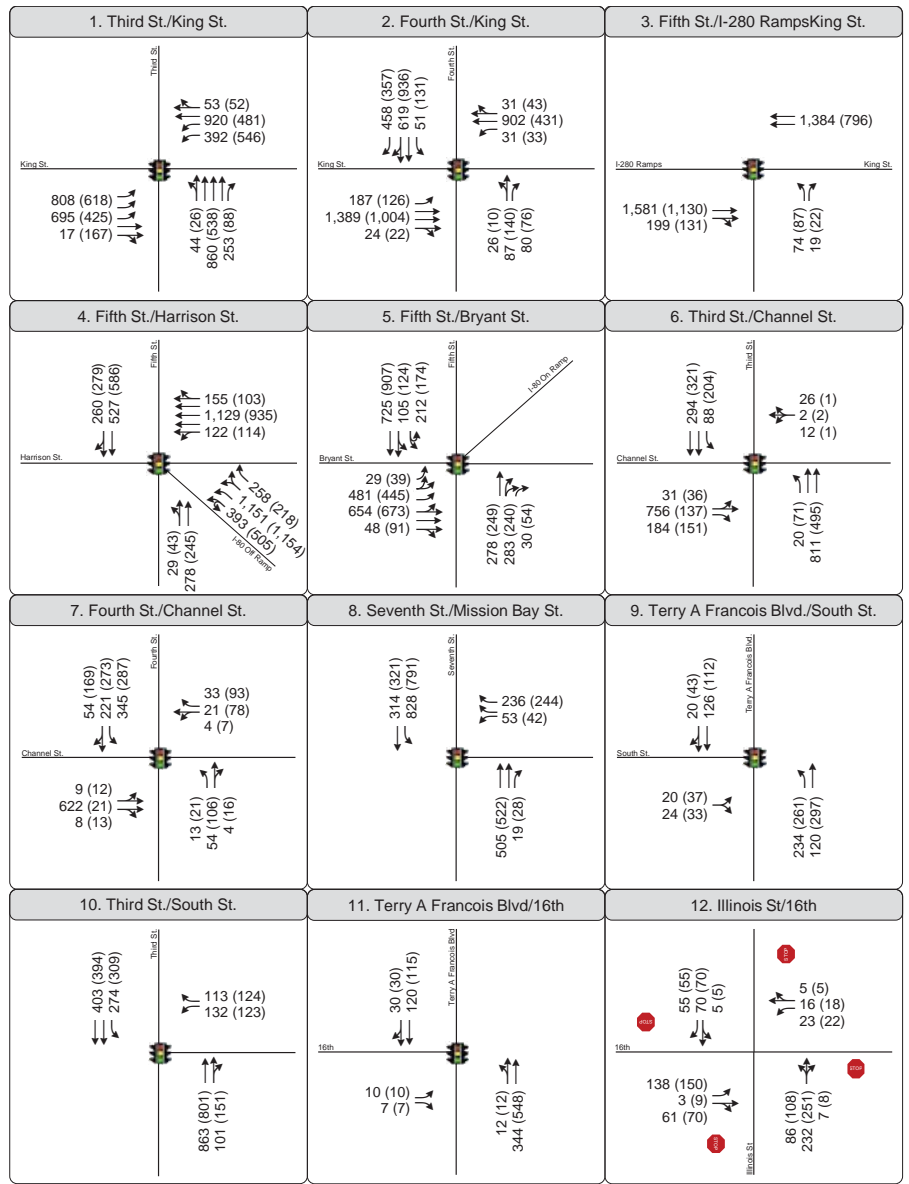 1. Third St./King St.
Third St.
53 (52)
920 (481)
392 (546)
King St.
808 (618)
695 (425)
17 (167)
44 (26)
860 (538)
253 (88)
2. Fourth St./King St.
Fourth St.
458 (357)
619 (936)
51 (131)
31 (43)
902 (431)
31 (33)
King St.
187 (126)
1,389 (1,004)
24 (22)
26 (10)
87 (140)
80 (76)
3. Fifth St./I-280 RampsKing St.
1,384 (796)
I-280 Ramps
King St.
1,581 (1,130)
199 (131)
74 (87)
19 (22)
4. Fifth St./Harrison St.
Fifth St.
260 (279)
527 (586)
155 (103)
1,129 (935)
122 (114)
Harrison St.
258 (218)
1,151 (1,154)
393 (505)
I-80 Off Ramp
29 (43)
278 (245)
5. Fifth St./Bryant St.
Fifth St.
I-80 On Ramp
725 (907)
105 (124)
212 (174)
Bryant St.
29 (39)
481 (445)
654 (673)
48 (91)
278 (249)
283 (240)
30 (54)
6. Third St./Channel St.
Third St.
294 (321)
88 (204)
26 (1)
2 (2)
12 (1)
Channel St.
31 (36)
756 (137)
184 (151)
20 (71)
811 (495)
7. Fourth St./Channel St.
Fourth St.
54 (169)
221 (273)
345 (287)
33 (93)
21 (78)
4 (7)
Channel St.
9 (12)
622 (21)
8 (13)
13 (21)
54 (106)
4 (16)
8. Seventh St./Mission Bay St.
Seventh St.
314 (321)
828 (791)
236 (244)
53 (42)
505 (522)
19 (28)
9. Terry A Francois Blvd./South St.
Terry A Francois Blvd.
20 (43)
126 (112)
South St.
20 (37)
24 (33)
234 (261)
120 (297)
10. Third St./South St.
Third St.
403 (394)
274 (309)
113 (124)
132 (123)
863 (801)
101 (151)
11. Terry A Francois Blvd/16th
Terry A Francois Blvd
30 (30)
120 (115)
16th
10 (10)
7 (7)
12 (12)
344 (548)
12. Illinois St/16th
STOP
55 (55)
70 (70)
5 (5)
5 (5)
16 (18)
23 (22)
STOP
16th
STOP
138 (150)
3 (9)
61 (70)
86 (108)
232 (251)
7 (8)
STOP
Illinois St